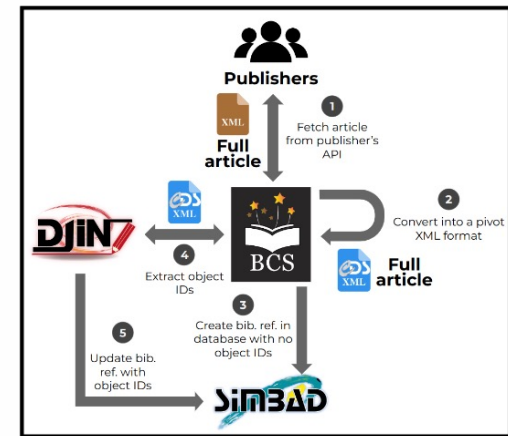 Publishers
XML
Full
article
1
Fetch article
from publisher's
API
CDS
XML
DJIN
BCS
2
Convert into a pivot
XML format
CDS
XML
Full
article
4
Extract object
IDs
3
Create bib. ref. in
database with no
object IDs
5
Update bib.
ref. with
object IDs
SIMBAD